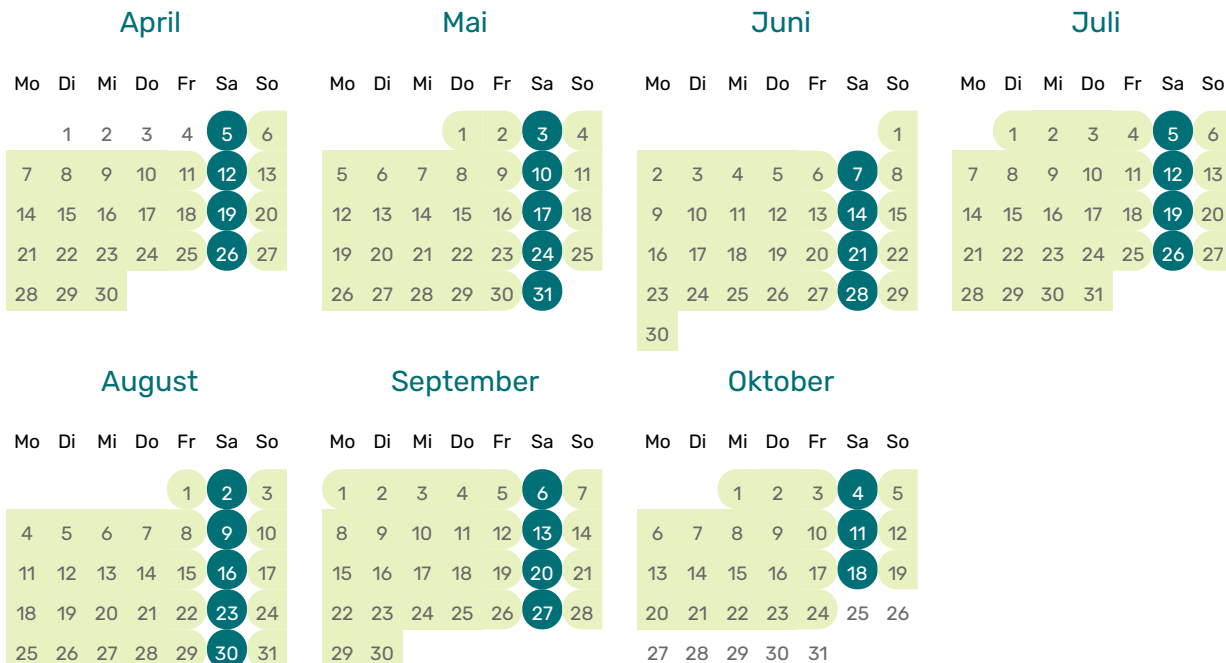 April Mai Juni Juli
Mo Di Mi Do Fr Sa So Mo Di Mi Do Fr Sa So Mo Di Mi Do Fr Sa So Mo Di Mi Do Fr Sa So
1 2 3 4 5 6 1 2 3 4 1 1 2 3 4 5 6
7 8 9 10 11 12 13 5 6 7 8 9 10 11 2 3 4 5 6 7 8 7 8 9 10 11 12 13
14 15 16 17 18 19 20 12 13 14 15 16 17 18 9 10 11 12 13 14 15 14 15 16 17 18 19 20
21 22 23 24 25 26 27 19 20 21 22 23 24 25 16 17 18 19 20 21 22 21 22 23 24 25 26 27
28 29 30 26 27 28 29 30 31 23 24 25 26 27 28 29 28 29 30 31
30
August September Oktober
Mo Di Mi Do Fr Sa So Mo Di Mi Do Fr Sa So Mo Di Mi Do Fr Sa So
1 2 3 1 2 3 4 5 6 7 1 2 3 4 5
4 5 6 7 8 9 10 8 9 10 11 12 13 14 6 7 8 9 10 11 12
11 12 13 14 15 16 17 15 16 17 18 19 20 21 13 14 15 16 17 18 19
18 19 20 21 22 23 24 22 23 24 25 26 27 28 20 21 22 23 24 25 26
25 26 27 28 29 30 31 29 30 27 28 29 30 31